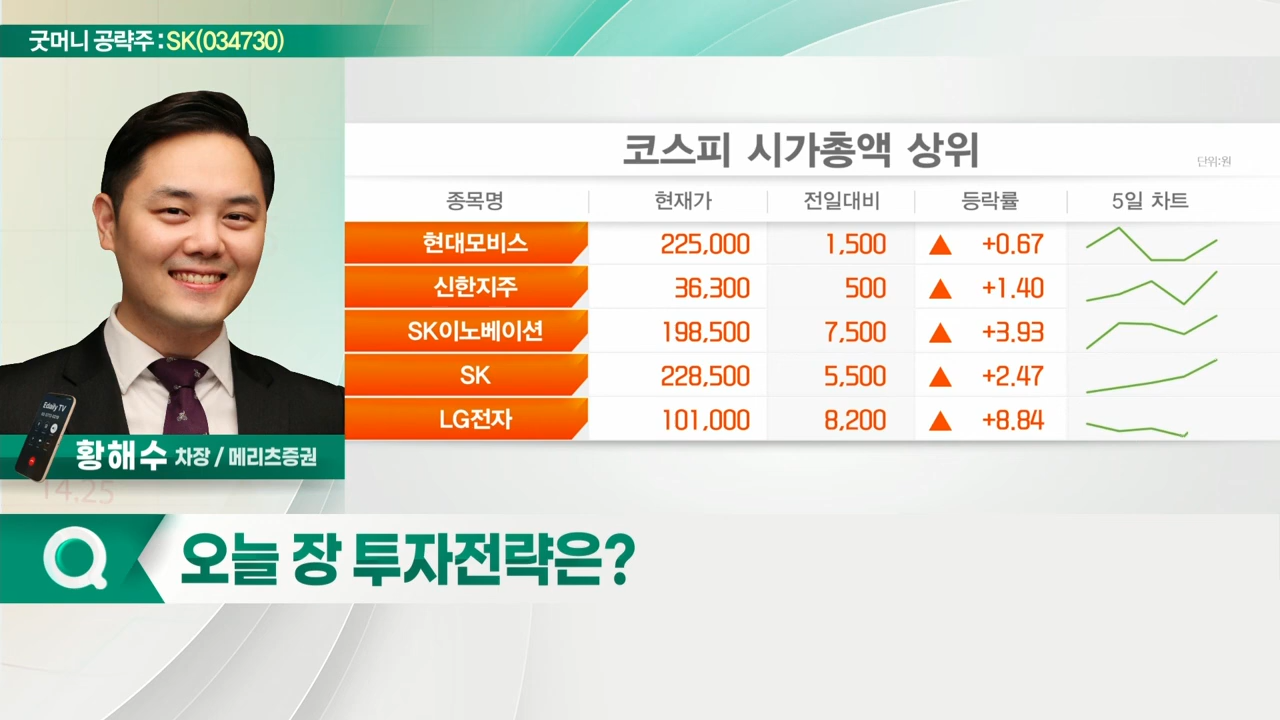 굿머니 공략주 : SK(034730)
코스피 시가총액 상위
단위:원
종목명 현재가 전일대비 등락률 5일 차트
현대모비스 225,000 1,500 ▲ +0.67
신한지주 36,300 500 ▲ +1.40
SK이노베이션 198,500 7,500 ▲ +3.93
SK 228,500 5,500 ▲ +2.47
LG전자 101,000 8,200 ▲ +8.84
Edaily TV
황해수 차장 / 메리츠증권
14.25
Q 오늘 장 투자전략은?